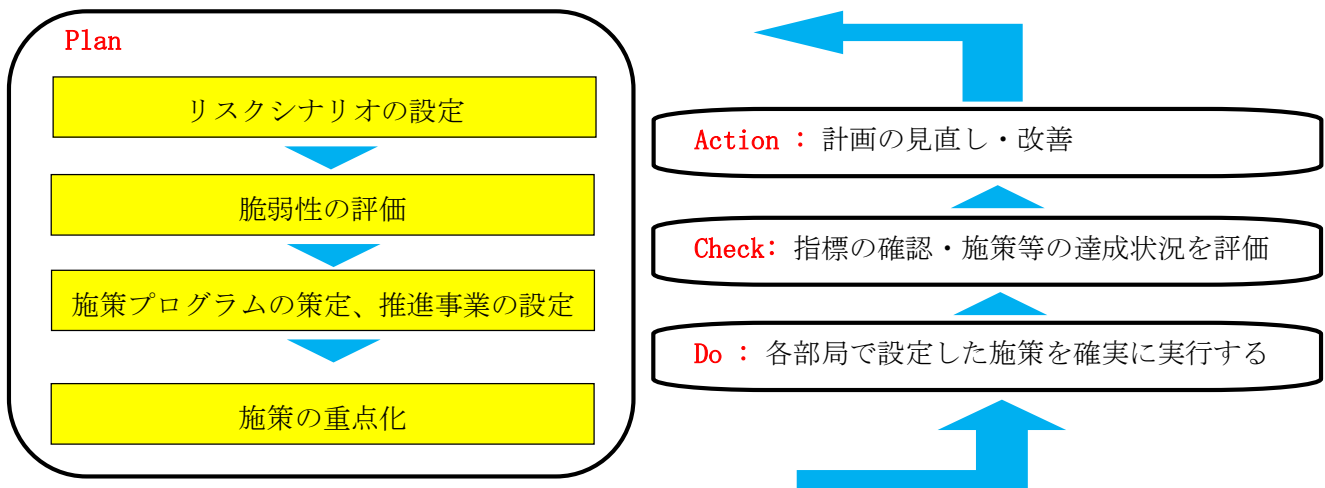 Plan
リスクシナリオの設定
脆弱性の評価
施策プログラムの策定、推進事業の設定
施策の重点化
Action : 計画の見直し・改善
Check: 指標の確認・施策等の達成状況を評価
Do : 各部局で設定した施策を確実に実行する